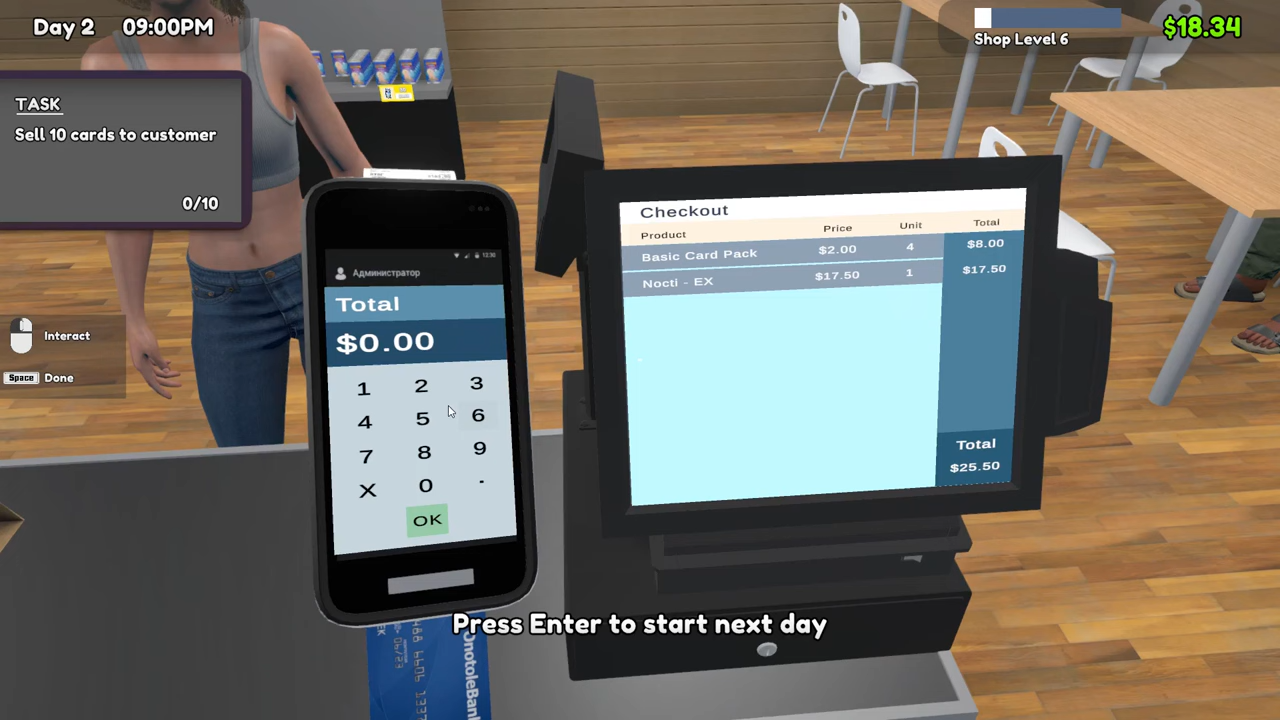 Day 2 09:00PM
Shop Level 6
$18.34
TASK
Sell 10 cards to customer
0/10
Interact
Space Done
12:30
Администратор
Total
$0.00
1 2 3
4 5 6
7 8 9
X 0 .
OK
Checkout
Product Price Unit Total
Basic Card Pack $2.00 4 $8.00
Nocti - EX $17.50 1 $17.50
Total
$25.50
Press Enter to start next day
OnotoleBank